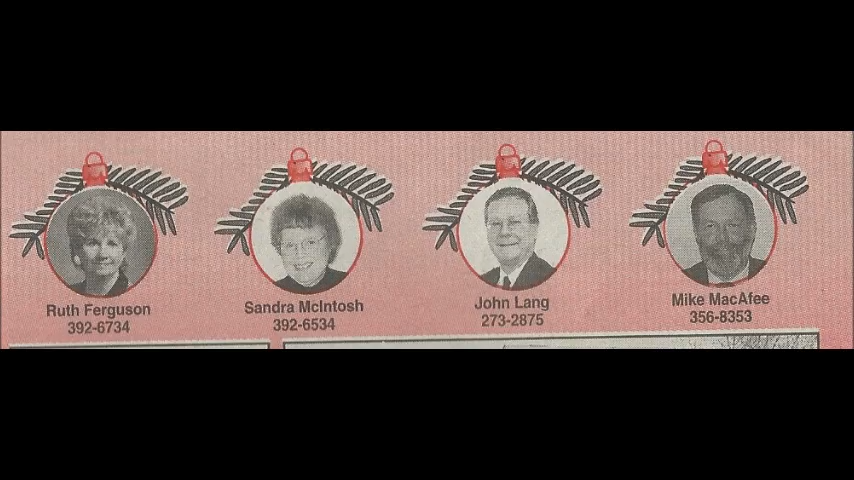 Ruth Ferguson
392-6734
Sandra McIntosh
392-6534
John Lang
273-2875
Mike MacAfee
356-8353